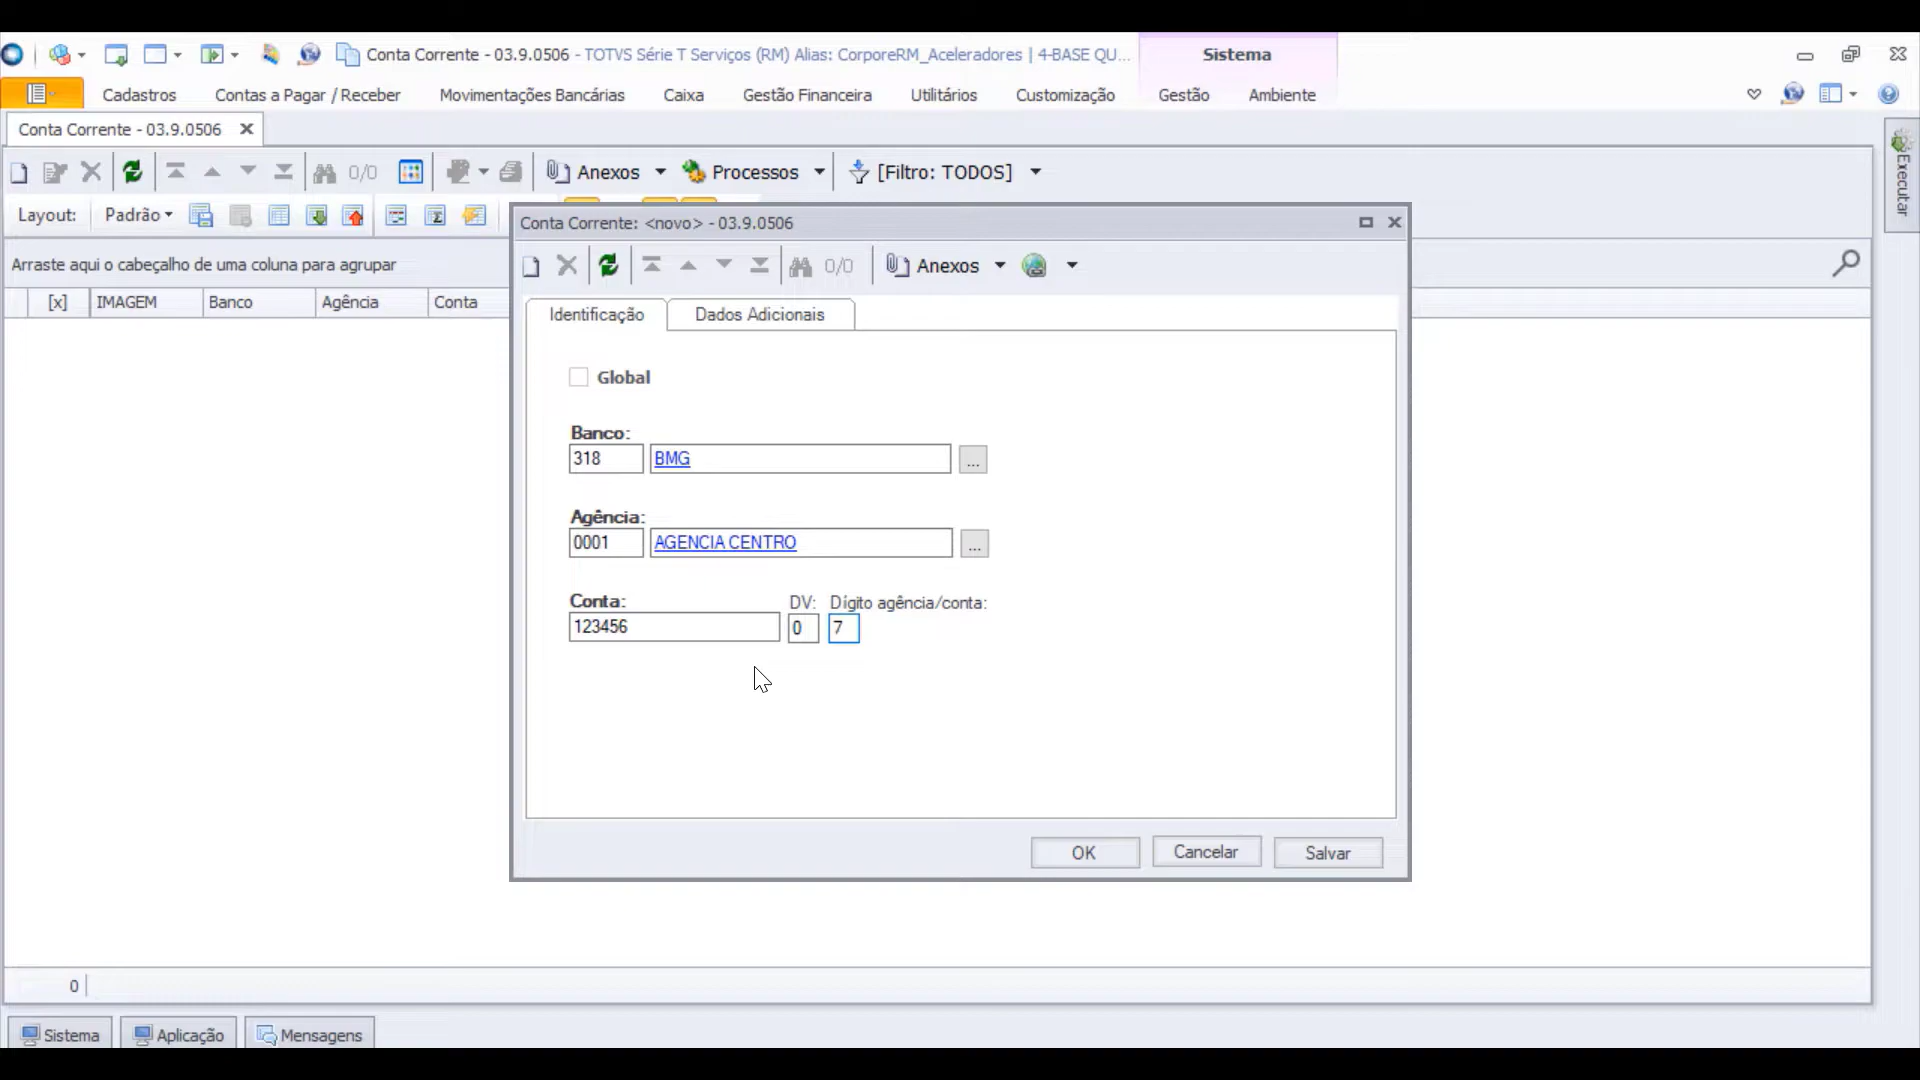 Conta Corrente - 03.9.0506 - TOTVS Série T Serviços (RM) Alias: CorporeRM_Aceleradores | 4-BASE QU...
Sistema
Cadastros
Contas a Pagar / Receber
Movimentações Bancárias
Caixa
Gestão Financeira
Utilitários
Customização
Gestão
Ambiente
Conta Corrente - 03.9.0506
Executar
0/0
Anexos
Processos
[Filtro: TODOS]
Layout:
Padrão
Arraste aqui o cabeçalho de uma coluna para agrupar
[x]
IMAGEM
Banco
Agência
Conta
Conta Corrente: <novo> - 03.9.0506
0/0
Anexos
Identificação
Dados Adicionais
Global
Banco:
318
BMG
...
Agência:
0001
AGENCIA CENTRO
...
Conta:
DV:
Dígito agência/conta:
123456
0
7
OK
Cancelar
Salvar
0
Sistema
Aplicação
Mensagens